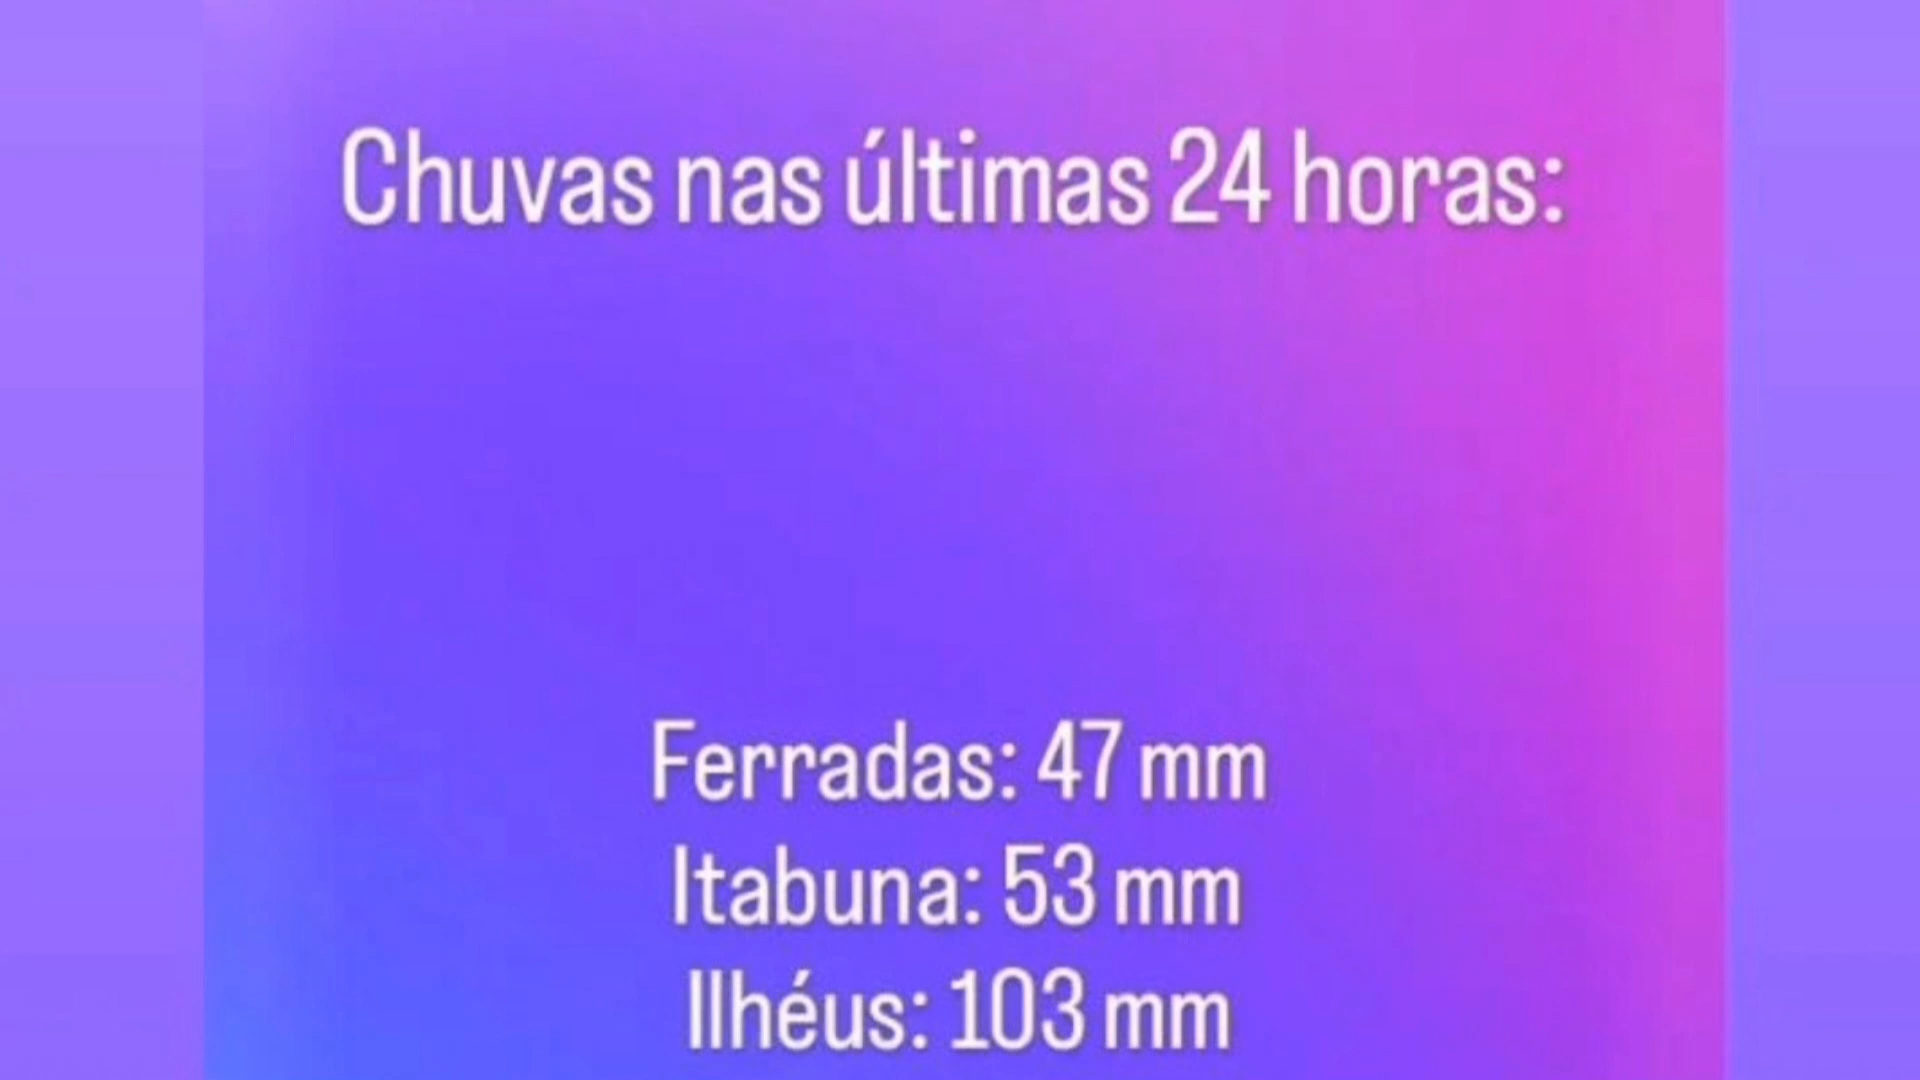 Chuvas nas últimas 24 horas:
Ferradas: 47 mm
Itabuna: 53 mm
Ilhéus: 103 mm